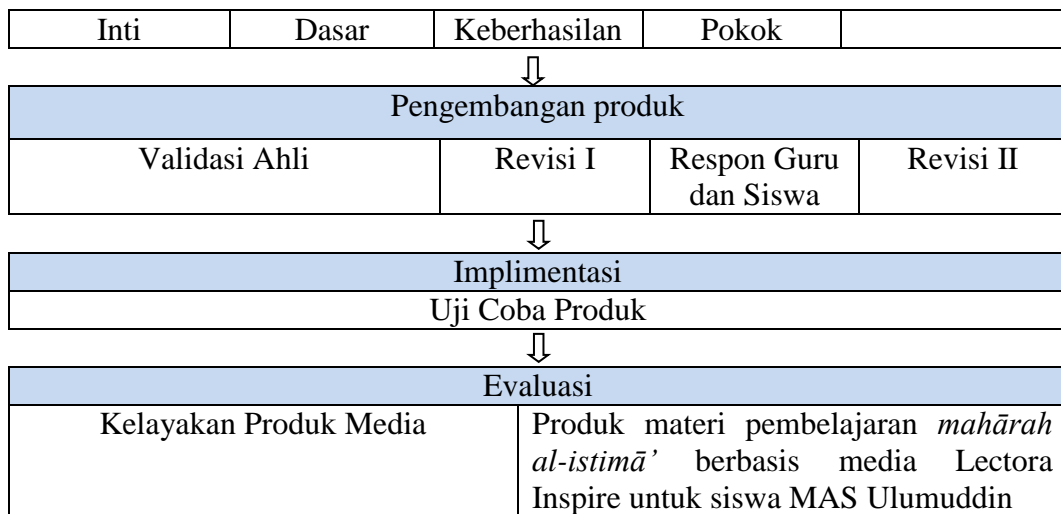 Inti Dasar Keberhasilan Pokok
Pengembangan produk
Validasi Ahli Revisi I Respon Guru Revisi II
dan Siswa
Implimentasi
Uji Coba Produk
Evaluasi
Kelayakan Produk Media Produk materi pembelajaran mahārah
al-istimā’ berbasis media Lectora
Inspire untuk siswa MAS Ulumuddin